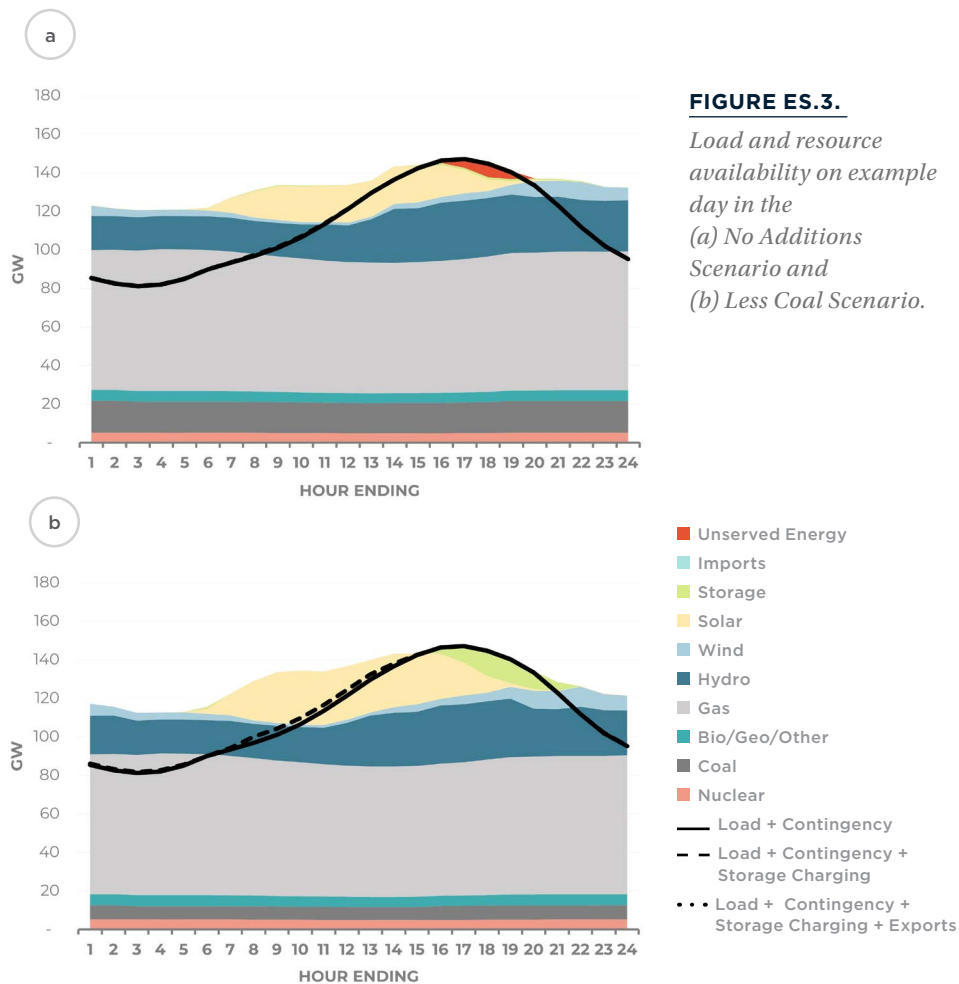 a
FIGURE ES.3.
Load and resource
availability on example
day in the
(a) No Additions
Scenario and
(b) Less Coal Scenario.
180
160
140
120
100
80
60
40
20
-
GW
1 2 3 4 5 6 7 8 9 10 11 12 13 14 15 16 17 18 19 20 21 22 23 24
HOUR ENDING
b
180
160
140
120
100
80
60
40
20
-
GW
1 2 3 4 5 6 7 8 9 10 11 12 13 14 15 16 17 18 19 20 21 22 23 24
HOUR ENDING
Unserved Energy
Imports
Storage
Solar
Wind
Hydro
Gas
Bio/Geo/Other
Coal
Nuclear
Load + Contingency
Load + Contingency +
Storage Charging
Load + Contingency +
Storage Charging + Exports